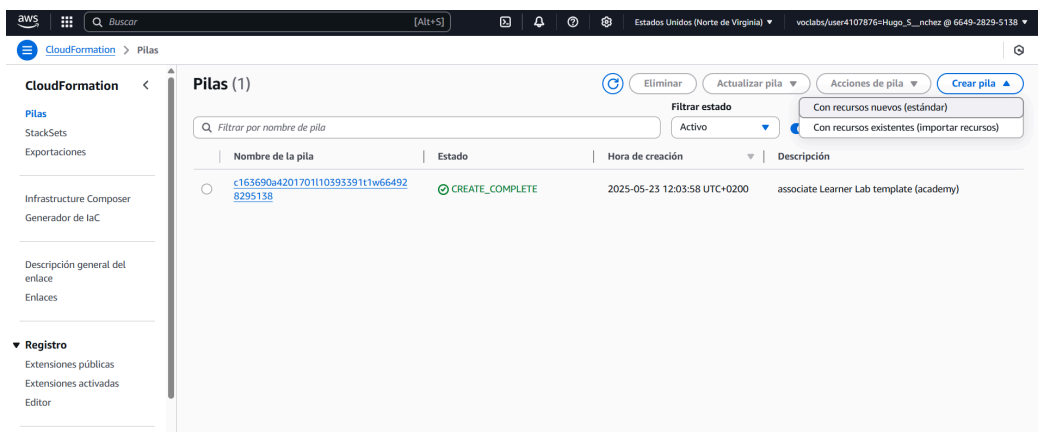 aws
Buscar
[Alt+S]
Estados Unidos (Norte de Virginia)
voclabs/user4107876=Hugo_S__nchez @ 6649-2829-5138
CloudFormation > Pilas
CloudFormation
Pilas
StackSets
Exportaciones
Infrastructure Composer
Generador de IaC
Descripción general del
enlace
Enlaces
Registro
Extensiones públicas
Extensiones activadas
Editor
Pilas (1)
Eliminar
Actualizar pila
Acciones de pila
Crear pila
Con recursos nuevos (estándar)
Con recursos existentes (importar recursos)
Filtrar estado
Filtrar por nombre de pila
Activo
Nombre de la pila
Estado
Hora de creación
Descripción
c163690a4201701l10393391t1w66492
8295138
CREATE_COMPLETE
2025-05-23 12:03:58 UTC+0200
associate Learner Lab template (academy)